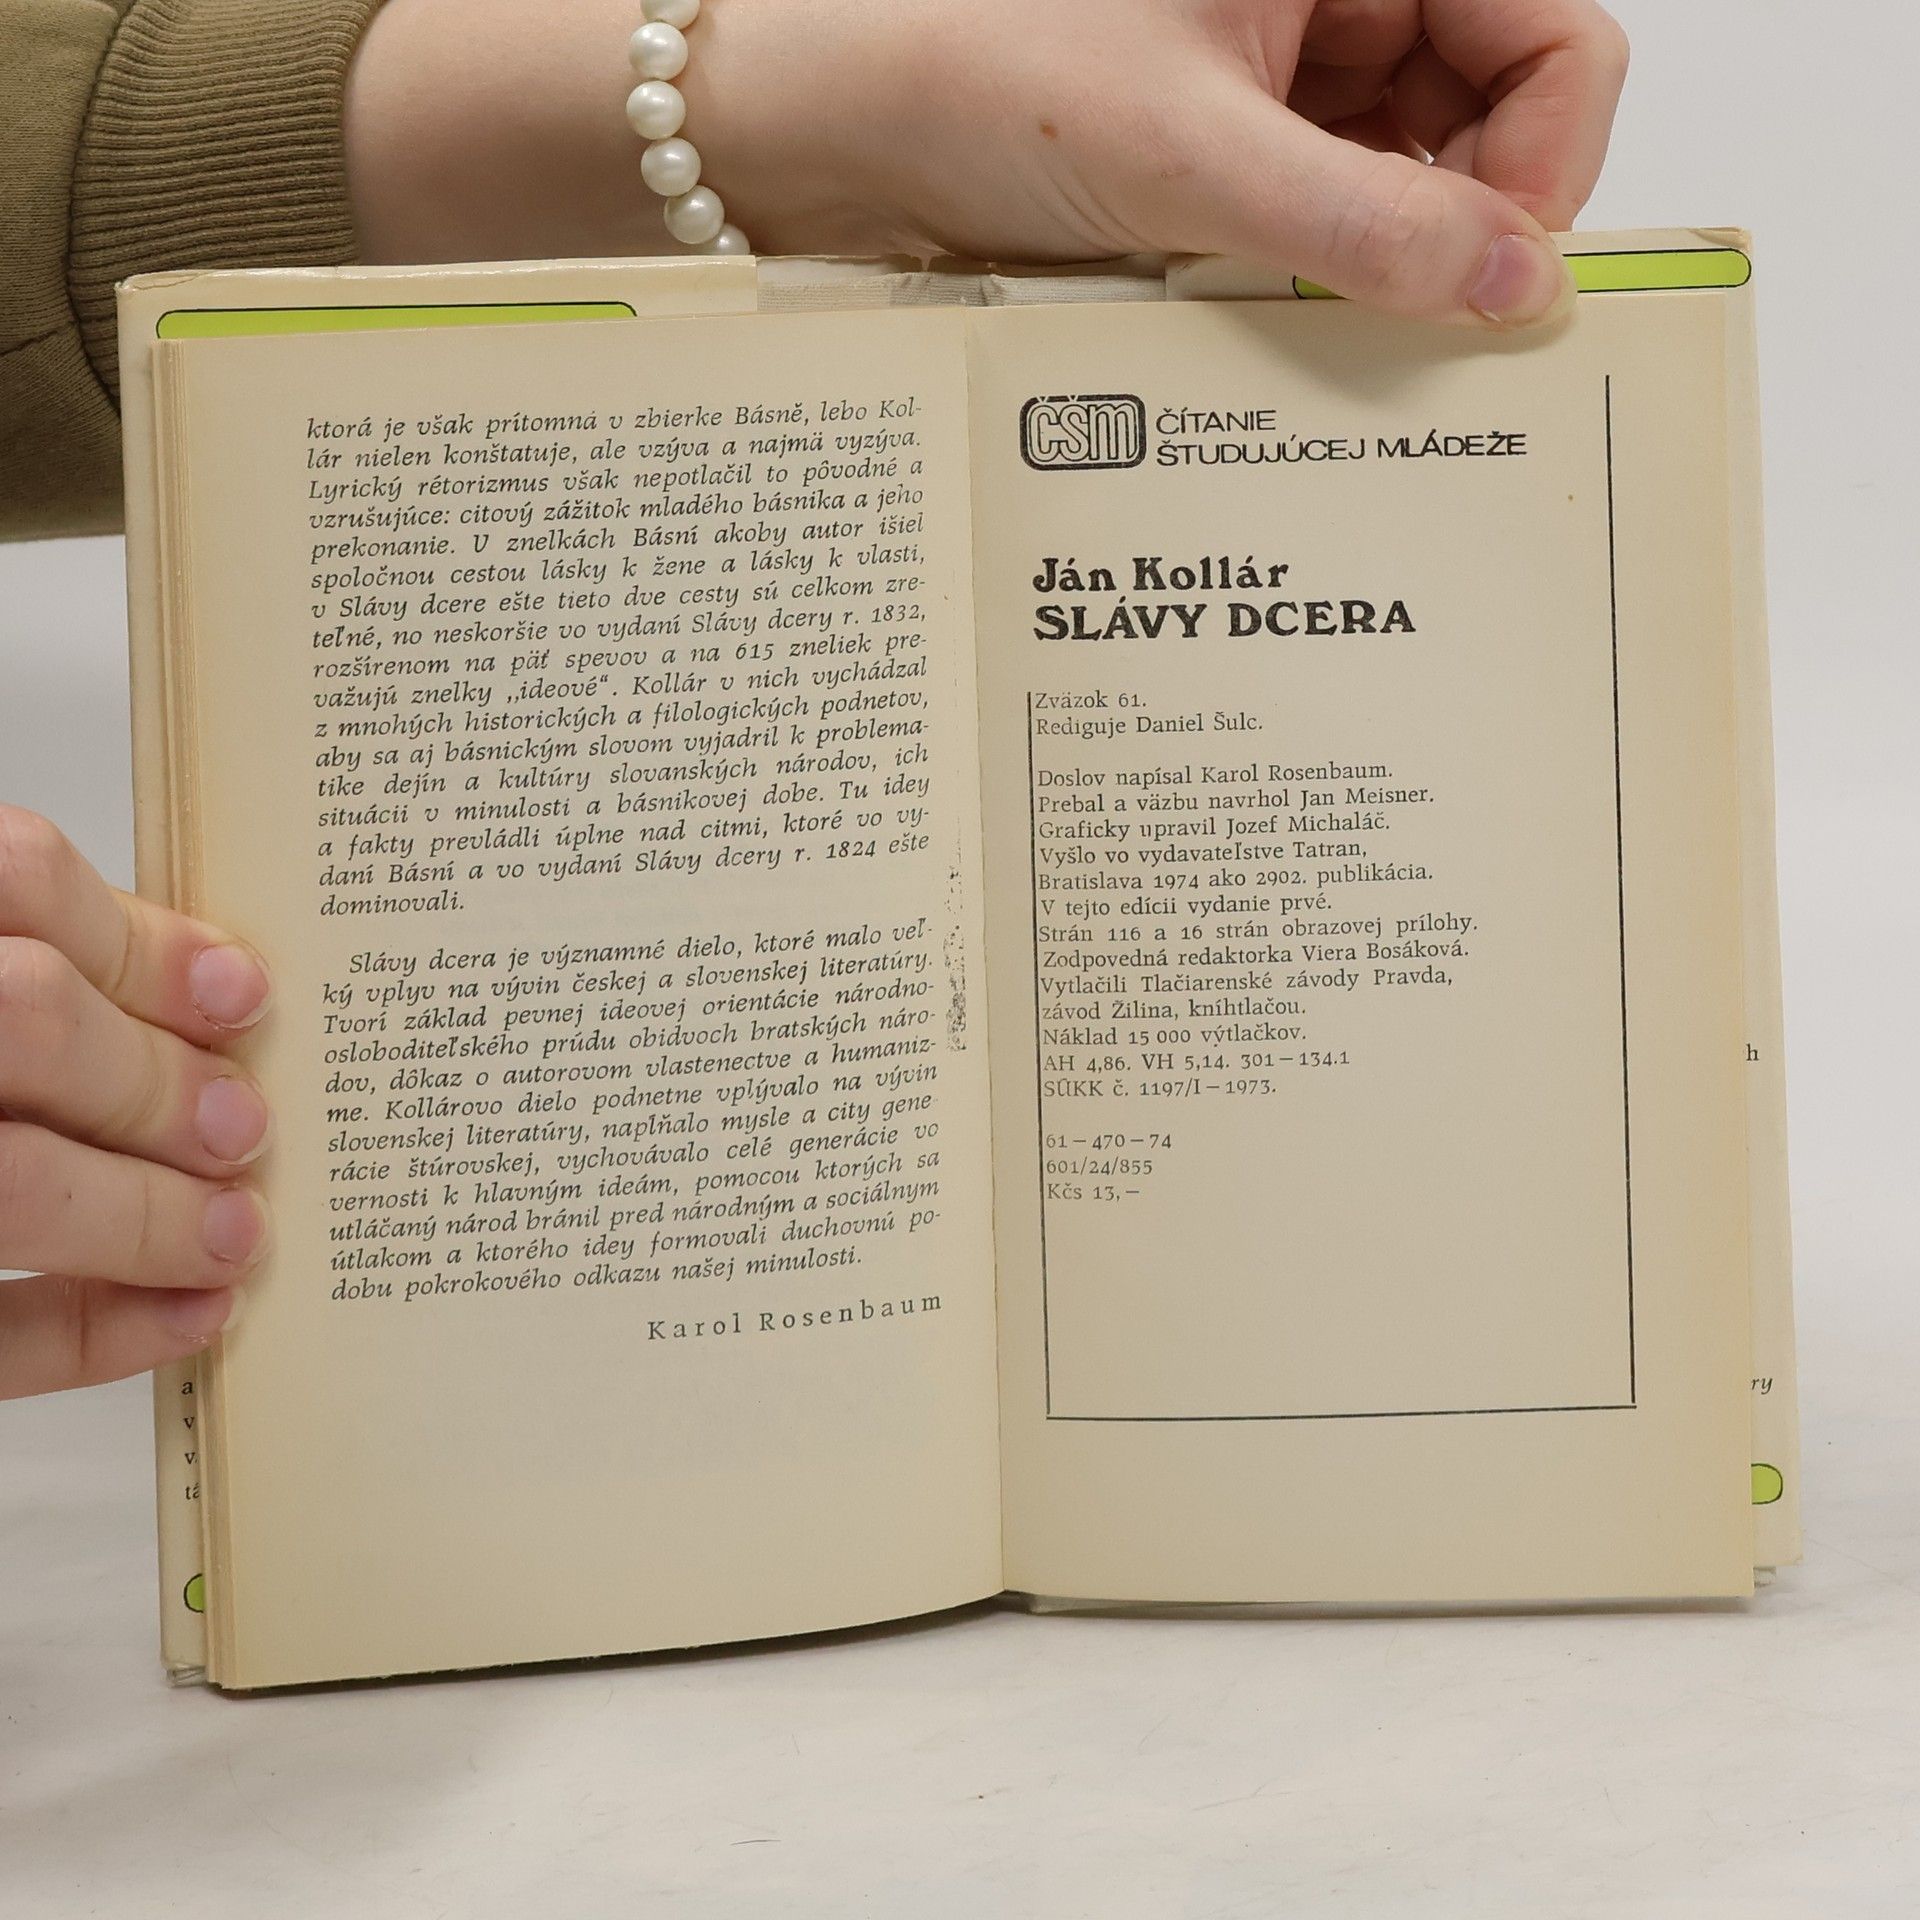 ktorá je však prítomná v zbierke Básně, lebo Kol-
lár nielen konštatuje, ale vzýva a najmä vyzýva.
Lyrický rétorizmus však nepotlačil to pôvodné a
vzrušujúce: citový zážitok mladého básnika a jeho
prekonanie. V znelkách Básní akoby autor išiel
spoločnou cestou lásky k žene a lásky k vlasti,
v Slávy dcere ešte tieto dve cesty sú celkom zre-
teľné, no neskoršie vo vydaní Slávy dcery r. 1832,
rozšírenom na päť spevov a na 615 zneliek pre-
važujú znelky „ideové“. Kollár v nich vychádzal
z mnohých historických a filologických podnetov,
aby sa aj básnickým slovom vyjadril k problema-
tike dejín a kultúry slovanských národov, ich
situácii v minulosti a básnikovej dobe. Tu idey
a fakty prevládli úplne nad citmi, ktoré vo vy-
daní Básní a vo vydaní Slávy dcery r. 1824 ešte
dominovali.
Slávy dcera je významné dielo, ktoré malo veľ-
ký vplyv na vývin českej a slovenskej literatúry.
Tvorí základ pevnej ideovej orientácie národno-
osloboditeľského prúdu obidvoch bratských náro-
dov, dôkaz o autorovom vlastenectve a humaniz-
me. Kollárovo dielo podnetne vplývalo na vývin
slovenskej literatúry, napĺňalo mysle a city gene-
rácie štúrovskej, vychovávalo celé generácie vo
vernosti k hlavným ideám, pomocou ktorých sa
utláčaný národ bránil pred národným a sociálnym
útlakom a ktorého idey formovali duchovnú po-
dobu pokrokového odkazu našej minulosti.
Karol Rosenbaum
a
v
tá
čšm ČÍTANIE
ŠTUDUJÚCEJ MLÁDEŽE
Ján Kollár
SLÁVY DCERA
Zväzok 61.
Rediguje Daniel Šulc.
Doslov napísal Karol Rosenbaum.
Prebal a väzbu navrhol Jan Meisner.
Graficky upravil Jozef Michaláč.
Vyšlo vo vydavateľstve Tatran,
Bratislava 1974 ako 2902. publikácia.
V tejto edícii vydanie prvé.
Strán 116 a 16 strán obrazovej prílohy.
Zodpovedná redaktorka Viera Bosáková.
Vytlačili Tlačiarenské závody Pravda,
závod Žilina, kníhtlačou.
Náklad 15 000 výtlačkov.
AH 4,86. VH 5,14. 301–134.1
SÚKK č. 1197/I–1973.
61–470–74
601/24/855
Kčs 13,–
h
ry